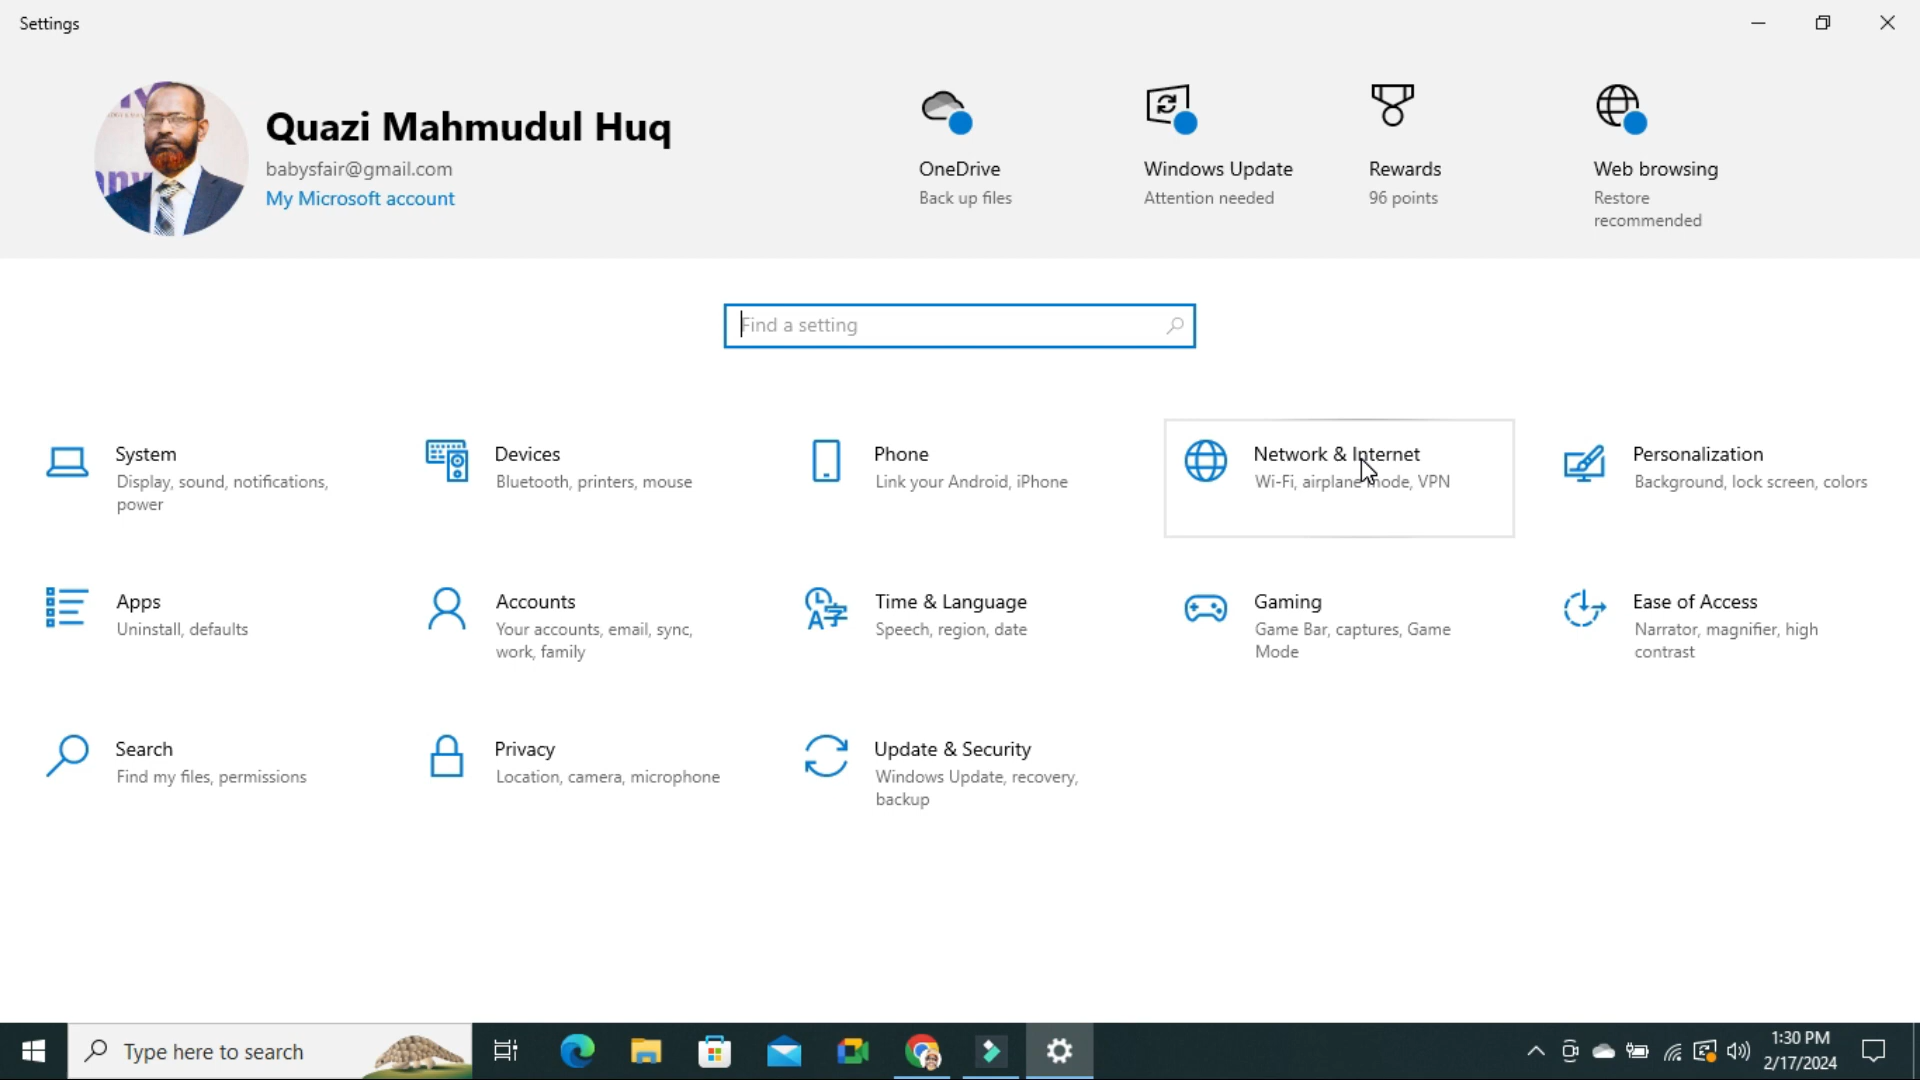 Settings
Quazi Mahmudul Huq
babysfair@gmail.com
My Microsoft account
OneDrive
Back up files
Windows Update
Attention needed
Rewards
96 points
Web browsing
Restore
recommended
Find a setting
System
Display, sound, notifications,
power
Devices
Bluetooth, printers, mouse
Phone
Link your Android, iPhone
Network & Internet
Wi-Fi, airplane mode, VPN
Personalization
Background, lock screen, colors
Apps
Uninstall, defaults
Accounts
Your accounts, email, sync,
work, family
Time & Language
Speech, region, date
Gaming
Game Bar, captures, Game
Mode
Ease of Access
Narrator, magnifier, high
contrast
Search
Find my files, permissions
Privacy
Location, camera, microphone
Update & Security
Windows Update, recovery,
backup
Type here to search
1:30 PM
2/17/2024